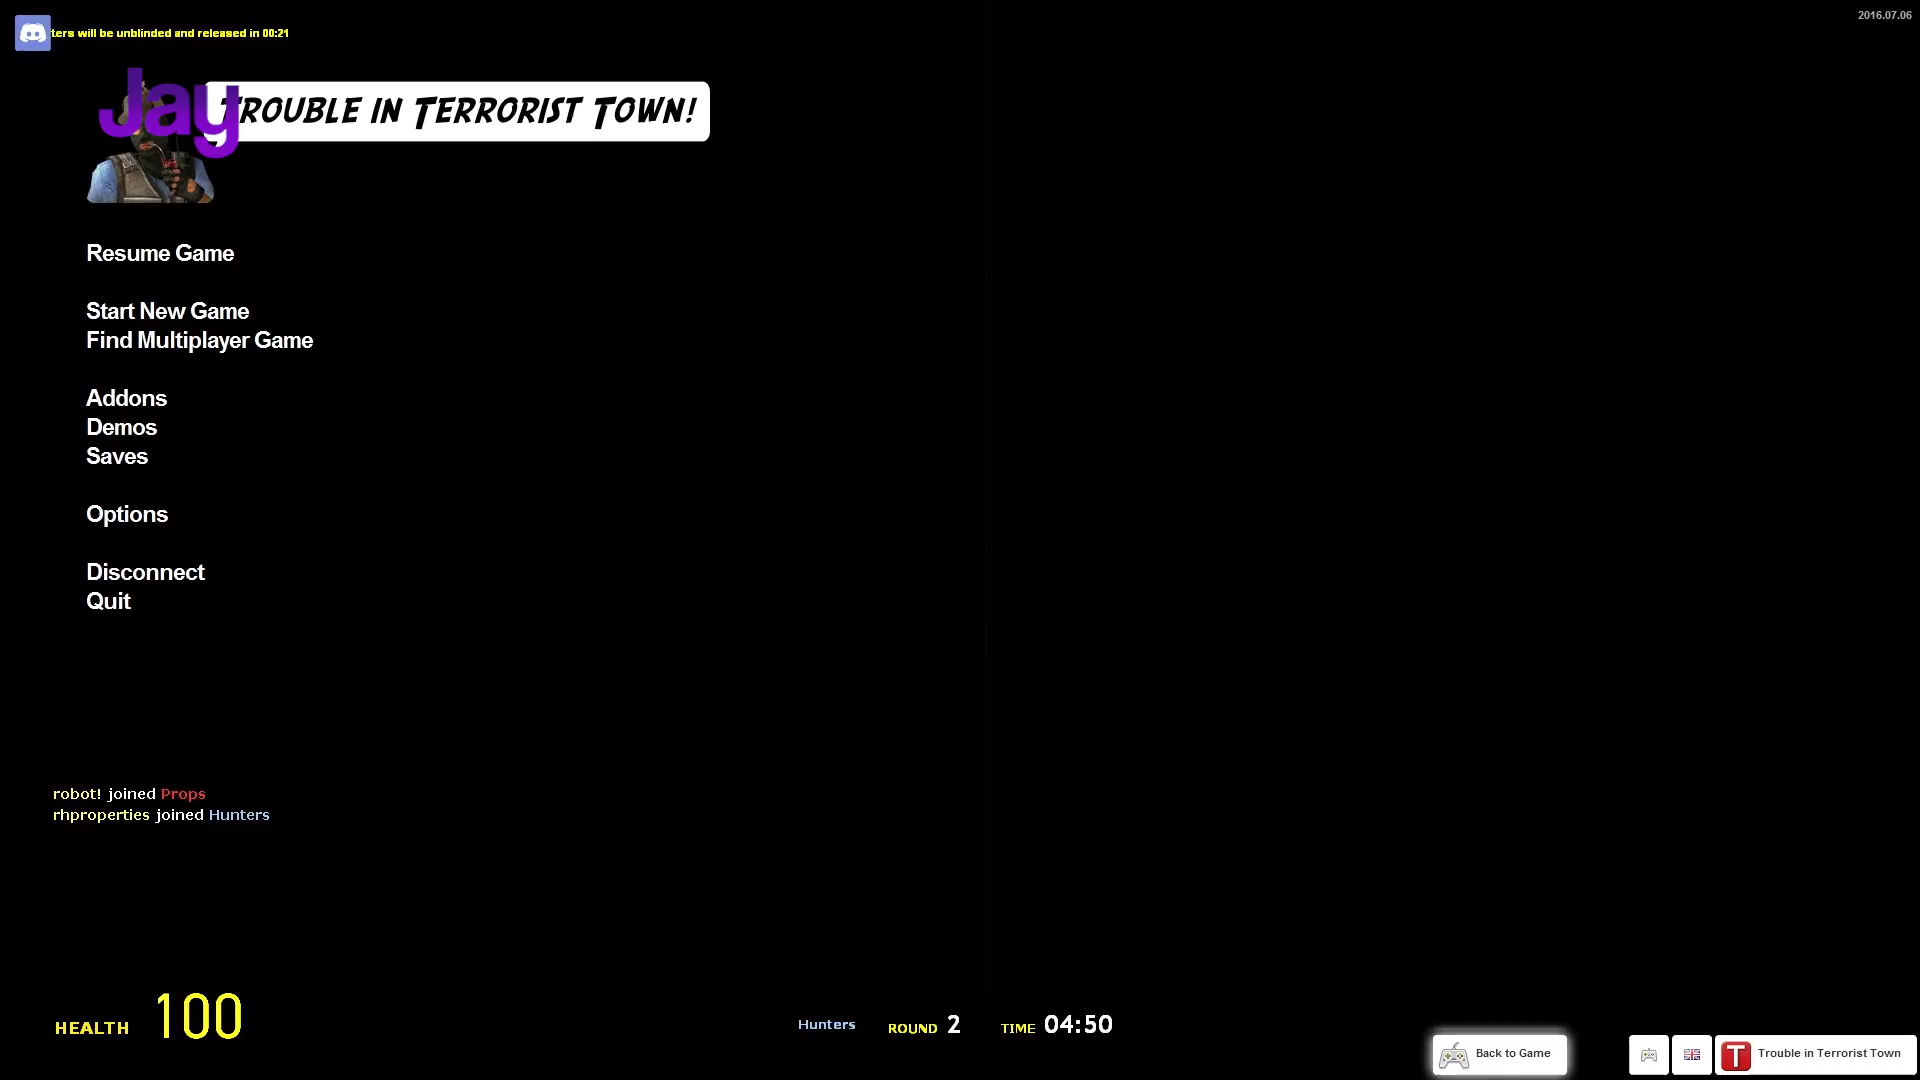 2016.07.06
ters will be unblinded and released in 00:21
Jay
Trouble in Terrorist Town!
Resume Game
Start New Game
Find Multiplayer Game
Addons
Demos
Saves
Options
Disconnect
Quit
robot! joined Props
rhproperties joined Hunters
HEALTH 100
Hunters ROUND 2 TIME 04:50
Back to Game
T Trouble in Terrorist Town